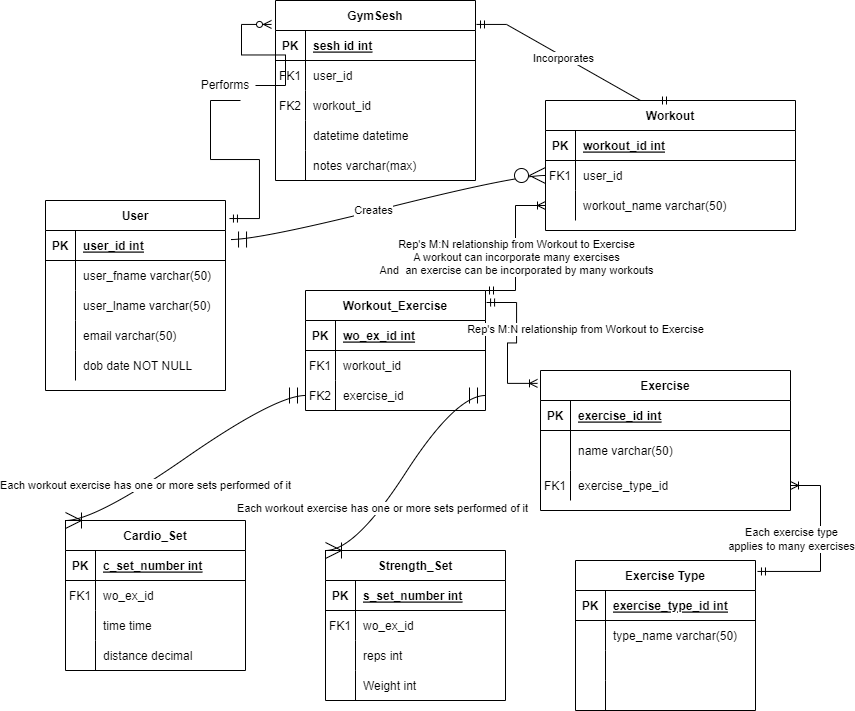 GymSesh
PK sesh id int
FK1 user_id
FK2 workout_id
datetime datetime
notes varchar(max)
Performs
Incorporates
Workout
PK workout_id int
FK1 user_id
workout_name varchar(50)
Creates
User
PK user_id int
user_fname varchar(50)
user_lname varchar(50)
email varchar(50)
dob date NOT NULL
Rep's M:N relationship from Workout to Exercise
A workout can incorporate many exercises
And an exercise can be incorporated by many workouts
Workout_Exercise
PK wo_ex_id int
FK1 workout_id
FK2 exercise_id
Rep's M:N relationship from Workout to Exercise
Exercise
PK exercise_id int
name varchar(50)
FK1 exercise_type_id
Each workout exercise has one or more sets performed of it
Each workout exercise has one or more sets performed of it
Cardio_Set
PK c_set_number int
FK1 wo_ex_id
time time
distance decimal
Strength_Set
PK s_set_number int
FK1 wo_ex_id
reps int
Weight int
Each exercise type
applies to many exercises
Exercise Type
PK exercise_type_id int
type_name varchar(50)